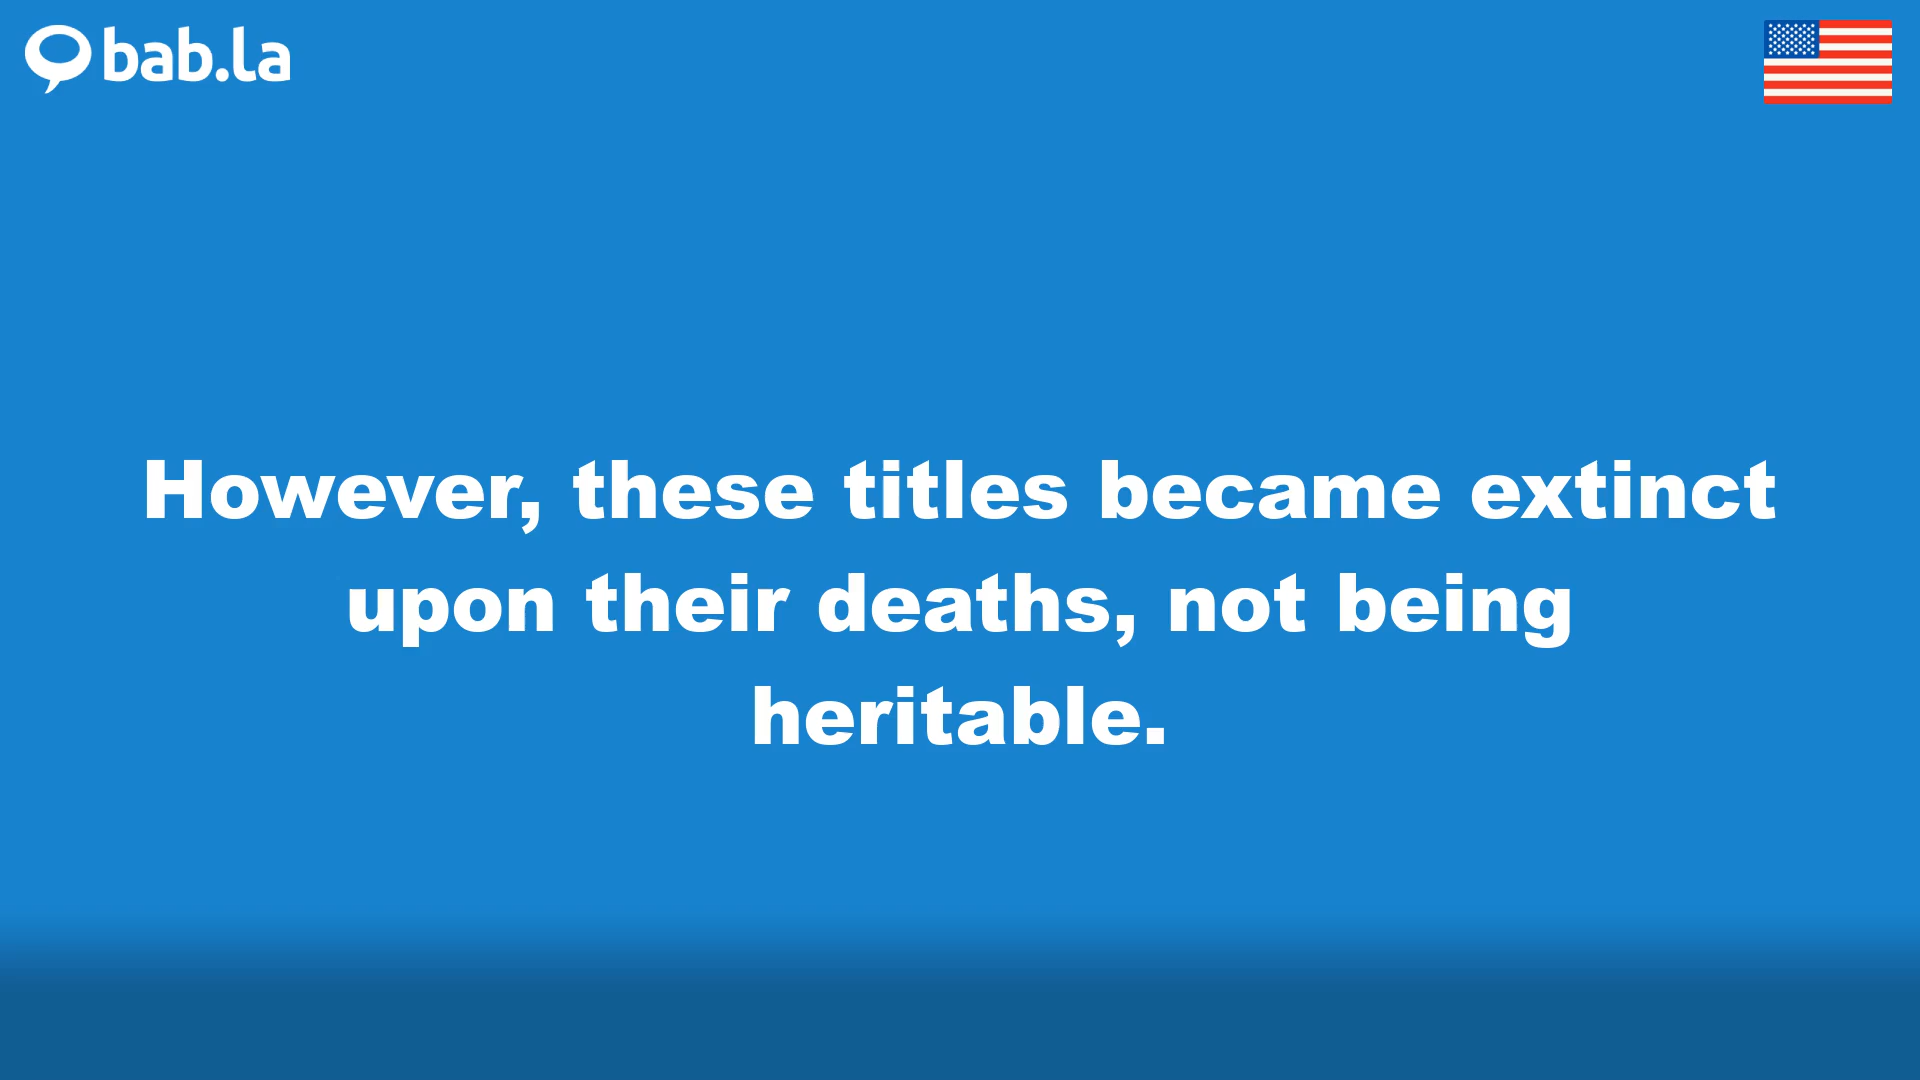 bab.la
However, these titles became extinct
upon their deaths, not being
heritable.